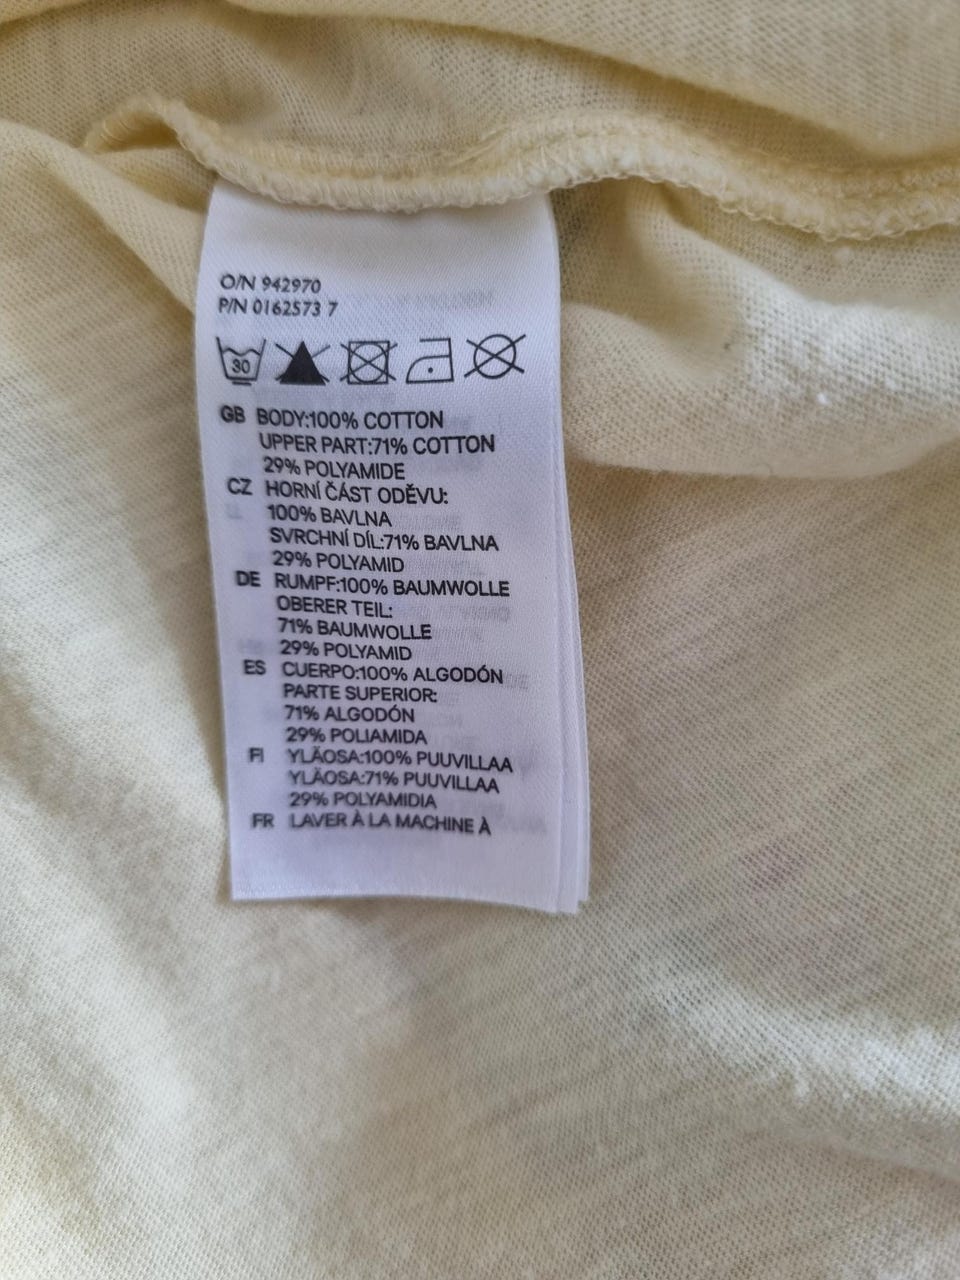 O/N 942970
P/N 0162573 7
30
GB BODY:100% COTTON
UPPER PART:71% COTTON
29% POLYAMIDE
CZ HORNÍ ČÁST ODĚVU:
100% BAVLNA
SVRCHNÍ DÍL:71% BAVLNA
29% POLYAMID
DE RUMPF:100% BAUMWOLLE
OBERER TEIL:
71% BAUMWOLLE
29% POLYAMID
ES CUERPO:100% ALGODÓN
PARTE SUPERIOR:
71% ALGODÓN
29% POLIAMIDA
FI YLÄOSA:100% PUUVILLAA
YLÄOSA:71% PUUVILLAA
29% POLYAMIDIA
FR LAVER À LA MACHINE À